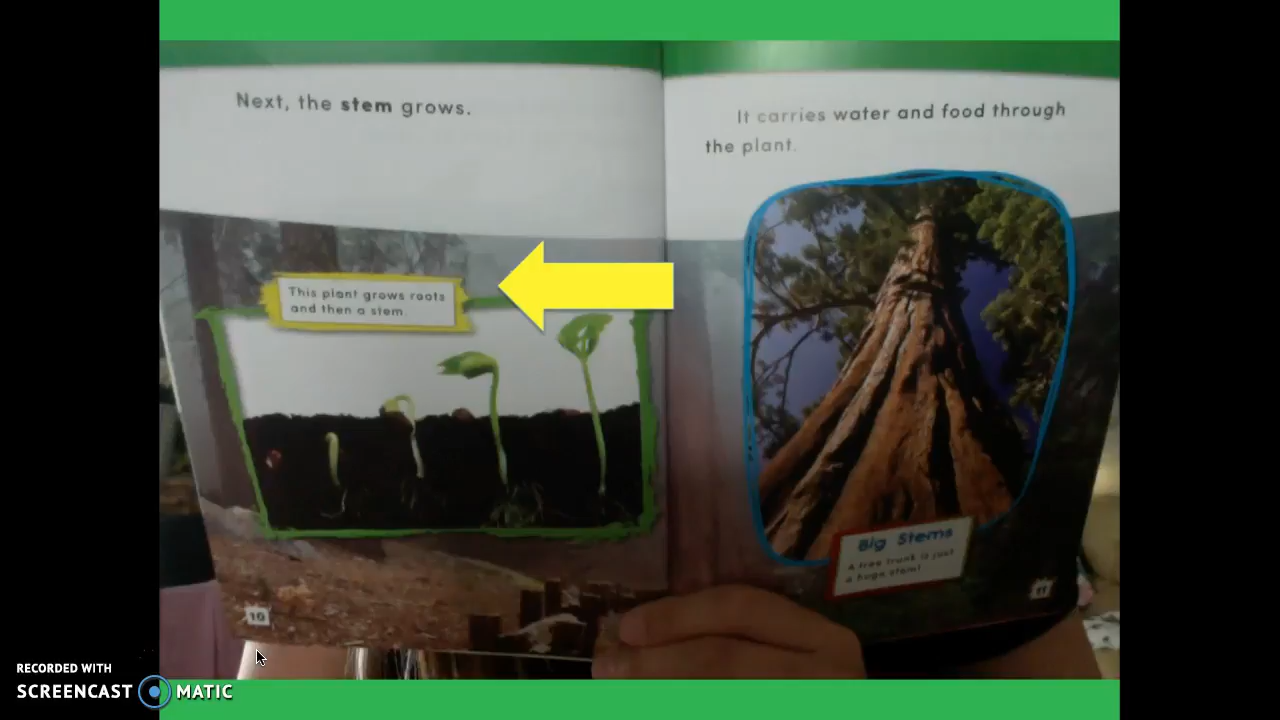 Next, the stem grows.
This plant grows roots
and then a stem.
10
It carries water and food through
the plant.
Big Stems
A tree trunk is just
a huge stem!
11
RECORDED WITH
SCREENCAST MATIC